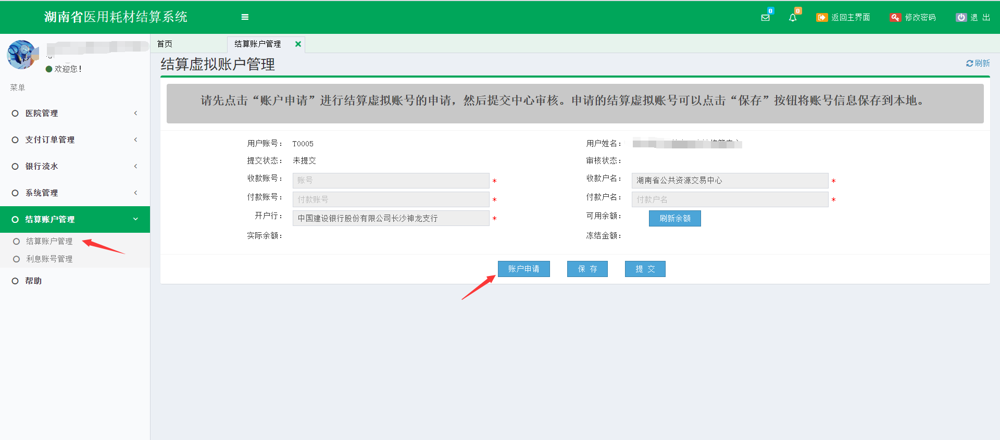 湖南省医用耗材结算系统
0
0
返回主界面
修改密码
退 出
欢迎您！
菜单
医院管理
支付订单管理
银行流水
系统管理
结算账户管理
结算账户管理
利息账号管理
帮助
首页
结算账户管理
结算虚拟账户管理
刷新
请先点击“账户申请”进行结算虚拟账号的申请，然后提交中心审核。申请的结算虚拟账号可以点击“保存”按钮将账号信息保存到本地。
用户账号： T0005
用户姓名：
提交状态： 未提交
审核状态：
收款账号： 账号 *
收款户名： 湖南省公共资源交易中心 *
付款账号： 付款账号 *
付款户名： 付款户名 *
开户行： 中国建设银行股份有限公司长沙神龙支行 *
可用余额： 刷新余额
实际余额：
冻结金额：
账户申请
保 存
提 交